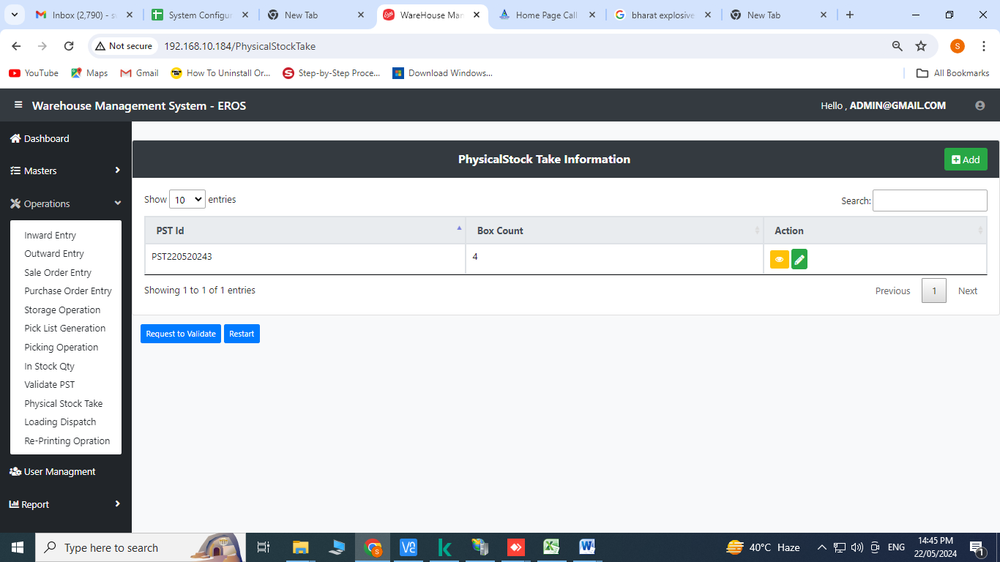 Inbox (2,790) - s
System Configu
New Tab
WareHouse Man
Home Page Call
bharat explosive
New Tab
Not secure
192.168.10.184/PhysicalStockTake
S
YouTube
Maps
Gmail
How To Uninstall Or...
Step-by-Step Proce...
Download Windows...
All Bookmarks
Warehouse Management System - EROS
Hello , ADMIN@GMAIL.COM
Dashboard
Masters
Operations
Inward Entry
Outward Entry
Sale Order Entry
Purchase Order Entry
Storage Operation
Pick List Generation
Picking Operation
In Stock Qty
Validate PST
Physical Stock Take
Loading Dispatch
Re-Printing Opration
User Managment
Report
PhysicalStock Take Information
Add
Show 10 entries
Search:
PST Id Box Count Action
PST220520243 4
Showing 1 to 1 of 1 entries
Previous 1 Next
Request to Validate Restart
Type here to search
40°C Haze
ENG
14:45 PM
22/05/2024
1